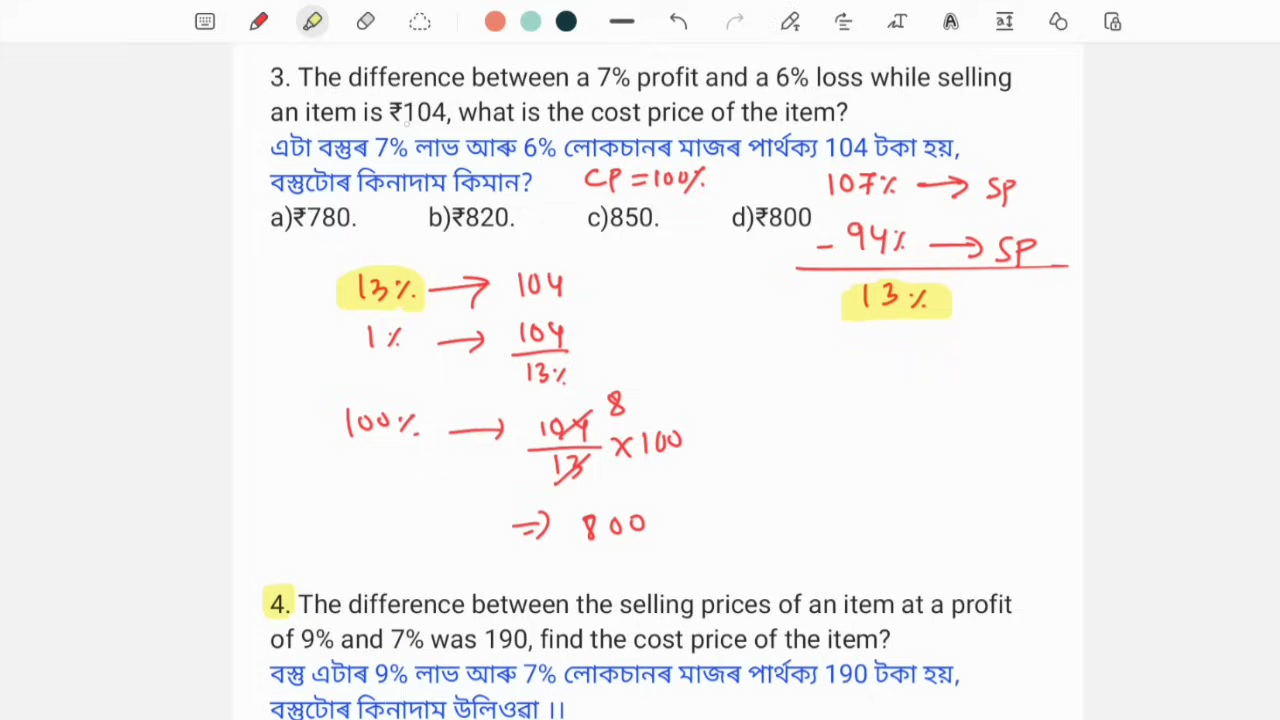 3. The difference between a 7% profit and a 6% loss while selling
an item is ₹104, what is the cost price of the item?
এটা বস্তুৰ 7% লাভ আৰু 6% লোকচানৰ মাজৰ পাৰ্থক্য 104 টকা হয়,
বস্তুটোৰ কিনাদাম কিমান?
CP = 100%
a)₹780. b)₹820. c)850. d)₹800
107% → SP
- 94% → SP
13%
13% → 104
1% → 104/13%
100% → 104/13 × 100
8
⇒ 800
4. The difference between the selling prices of an item at a profit
of 9% and 7% was 190, find the cost price of the item?
বস্তু এটাৰ 9% লাভ আৰু 7% লোকচানৰ মাজৰ পাৰ্থক্য 190 টকা হয়,
বস্তুটোৰ কিনাদাম উলিওৱা ।।